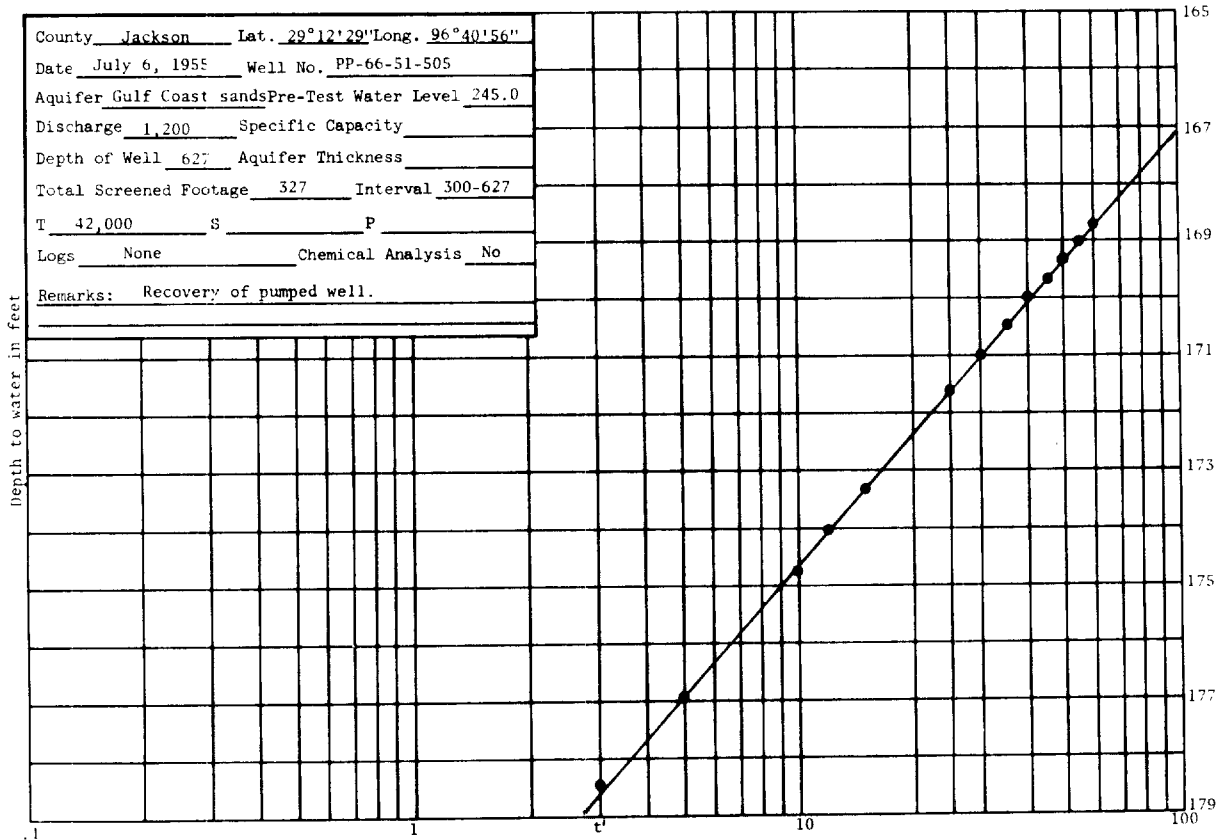 County Jackson Lat. 29°12'29" Long. 96°40'56"
Date July 6, 1955 Well No. PP-66-51-505
Aquifer Gulf Coast sands Pre-Test Water Level 245.0
Discharge 1,200 Specific Capacity
Depth of Well 627 Aquifer Thickness
Total Screened Footage 327 Interval 300-627
T 42,000 S P
Logs None Chemical Analysis No
Remarks: Recovery of pumped well.
Depth to water in feet
165
167
169
171
173
175
177
179
.1 1 t' 10 100